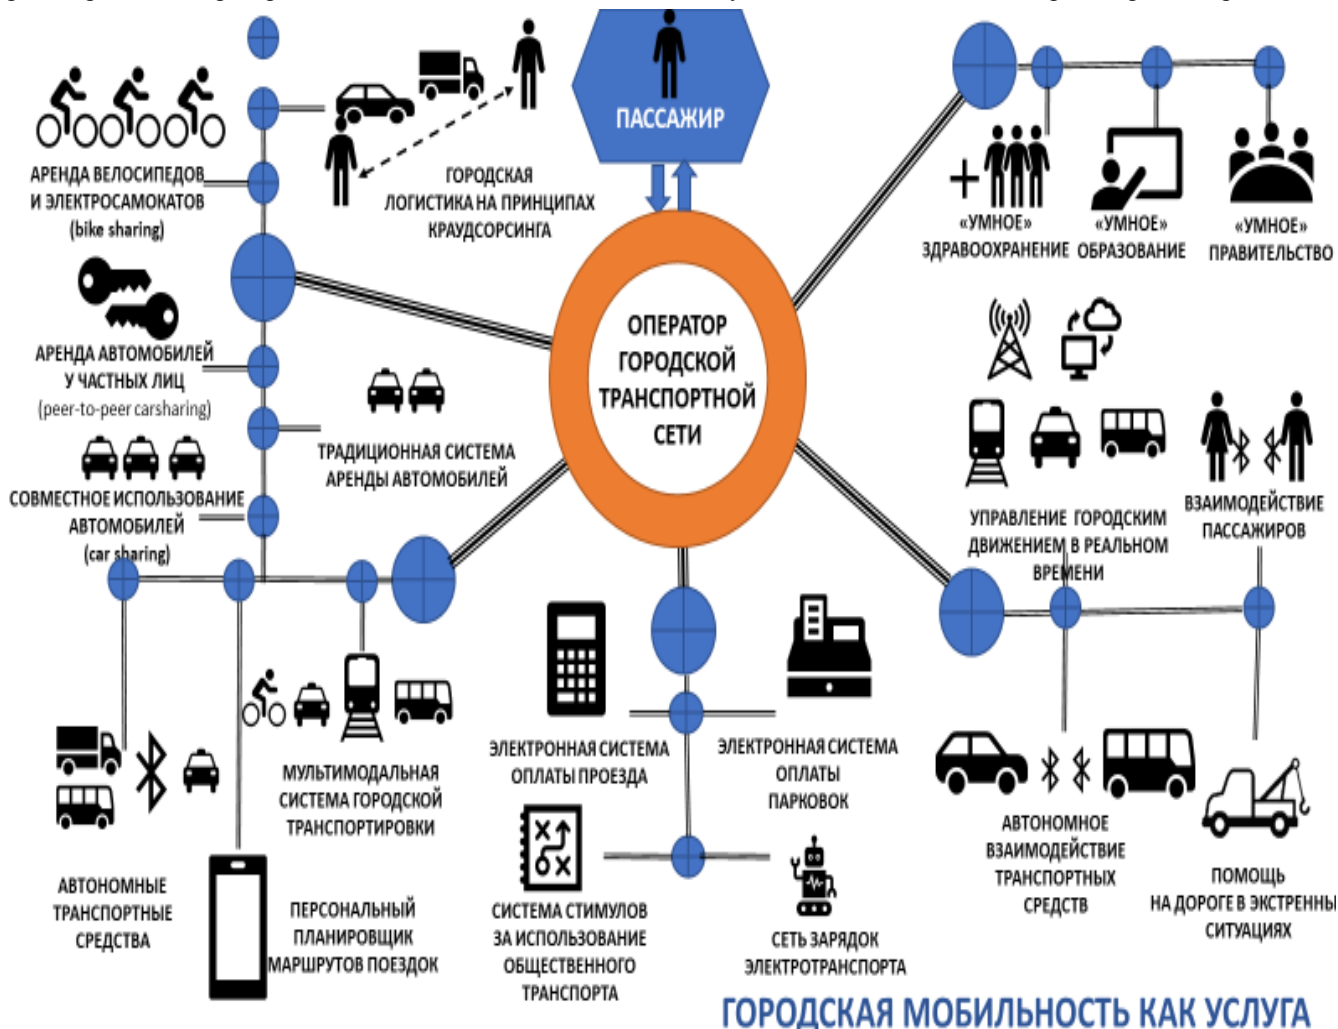 ПАССАЖИР
АРЕНДА ВЕЛОСИПЕДОВ
И ЭЛЕКТРОСАМОКАТОВ
(bike sharing)
ГОРОДСКАЯ
ЛОГИСТИКА НА ПРИНЦИПАХ
КРАУДСОРСИНГА
АРЕНДА АВТОМОБИЛЕЙ
У ЧАСТНЫХ ЛИЦ
(peer-to-peer carsharing)
ТРАДИЦИОННАЯ СИСТЕМА
АРЕНДЫ АВТОМОБИЛЕЙ
СОВМЕСТНОЕ ИСПОЛЬЗОВАНИЕ
АВТОМОБИЛЕЙ
(car sharing)
ОПЕРАТОР
ГОРОДСКОЙ
ТРАНСПОРТНОЙ
СЕТИ
«УМНОЕ»
ЗДРАВООХРАНЕНИЕ
«УМНОЕ»
ОБРАЗОВАНИЕ
«УМНОЕ»
ПРАВИТЕЛЬСТВО
УПРАВЛЕНИЕ ГОРОДСКИМ
ДВИЖЕНИЕМ В РЕАЛЬНОМ
ВРЕМЕНИ
ВЗАИМОДЕЙСТВИЕ
ПАССАЖИРОВ
АВТОНОМНЫЕ
ТРАНСПОРТНЫЕ
СРЕДСТВА
МУЛЬТИМОДАЛЬНАЯ
СИСТЕМА ГОРОДСКОЙ
ТРАНСПОРТИРОВКИ
ПЕРСОНАЛЬНЫЙ
ПЛАНИРОВЩИК
МАРШРУТОВ ПОЕЗДОК
ЭЛЕКТРОННАЯ СИСТЕМА
ОПЛАТЫ ПРОЕЗДА
ЭЛЕКТРОННАЯ СИСТЕМА
ОПЛАТЫ
ПАРКОВОК
СИСТЕМА СТИМУЛОВ
ЗА ИСПОЛЬЗОВАНИЕ
ОБЩЕСТВЕННОГО
ТРАНСПОРТА
СЕТЬ ЗАРЯДОК
ЭЛЕКТРОТРАНСПОРТА
АВТОНОМНОЕ
ВЗАИМОДЕЙСТВИЕ
ТРАНСПОРТНЫХ
СРЕДСТВ
ПОМОЩЬ
НА ДОРОГЕ В ЭКСТРЕННЫ
СИТУАЦИЯХ
ГОРОДСКАЯ МОБИЛЬНОСТЬ КАК УСЛУГА